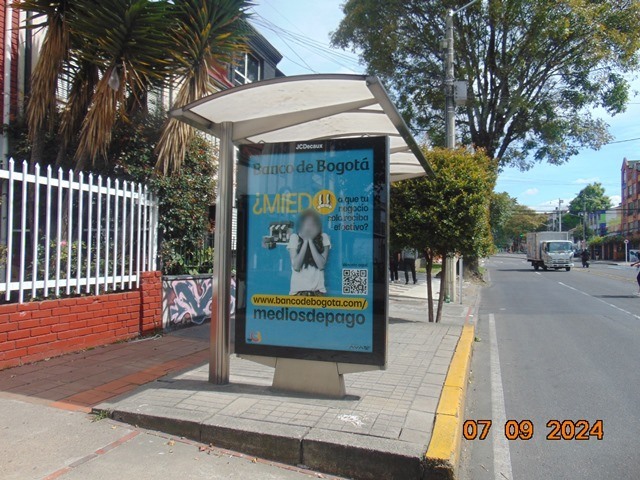 JCDecaux
Banco de Bogotá
¿MIEDO
a que tu
negocio
solo reciba
efectivo?
www.bancodebogota.com/
mediosdepago
07 09 2024